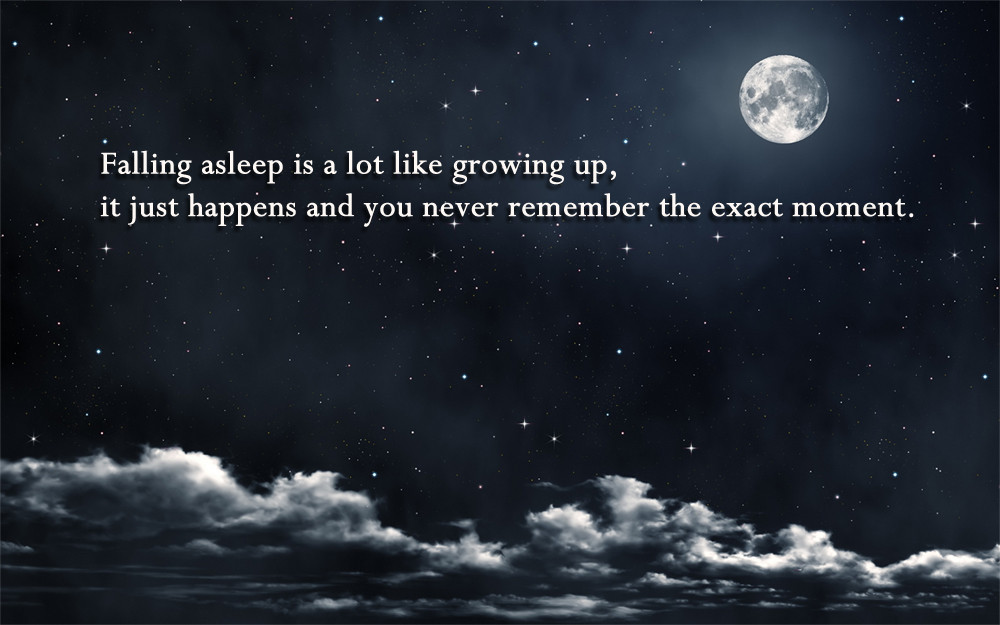 Falling asleep is a lot like growing up,
it just happens and you never remember the exact moment.